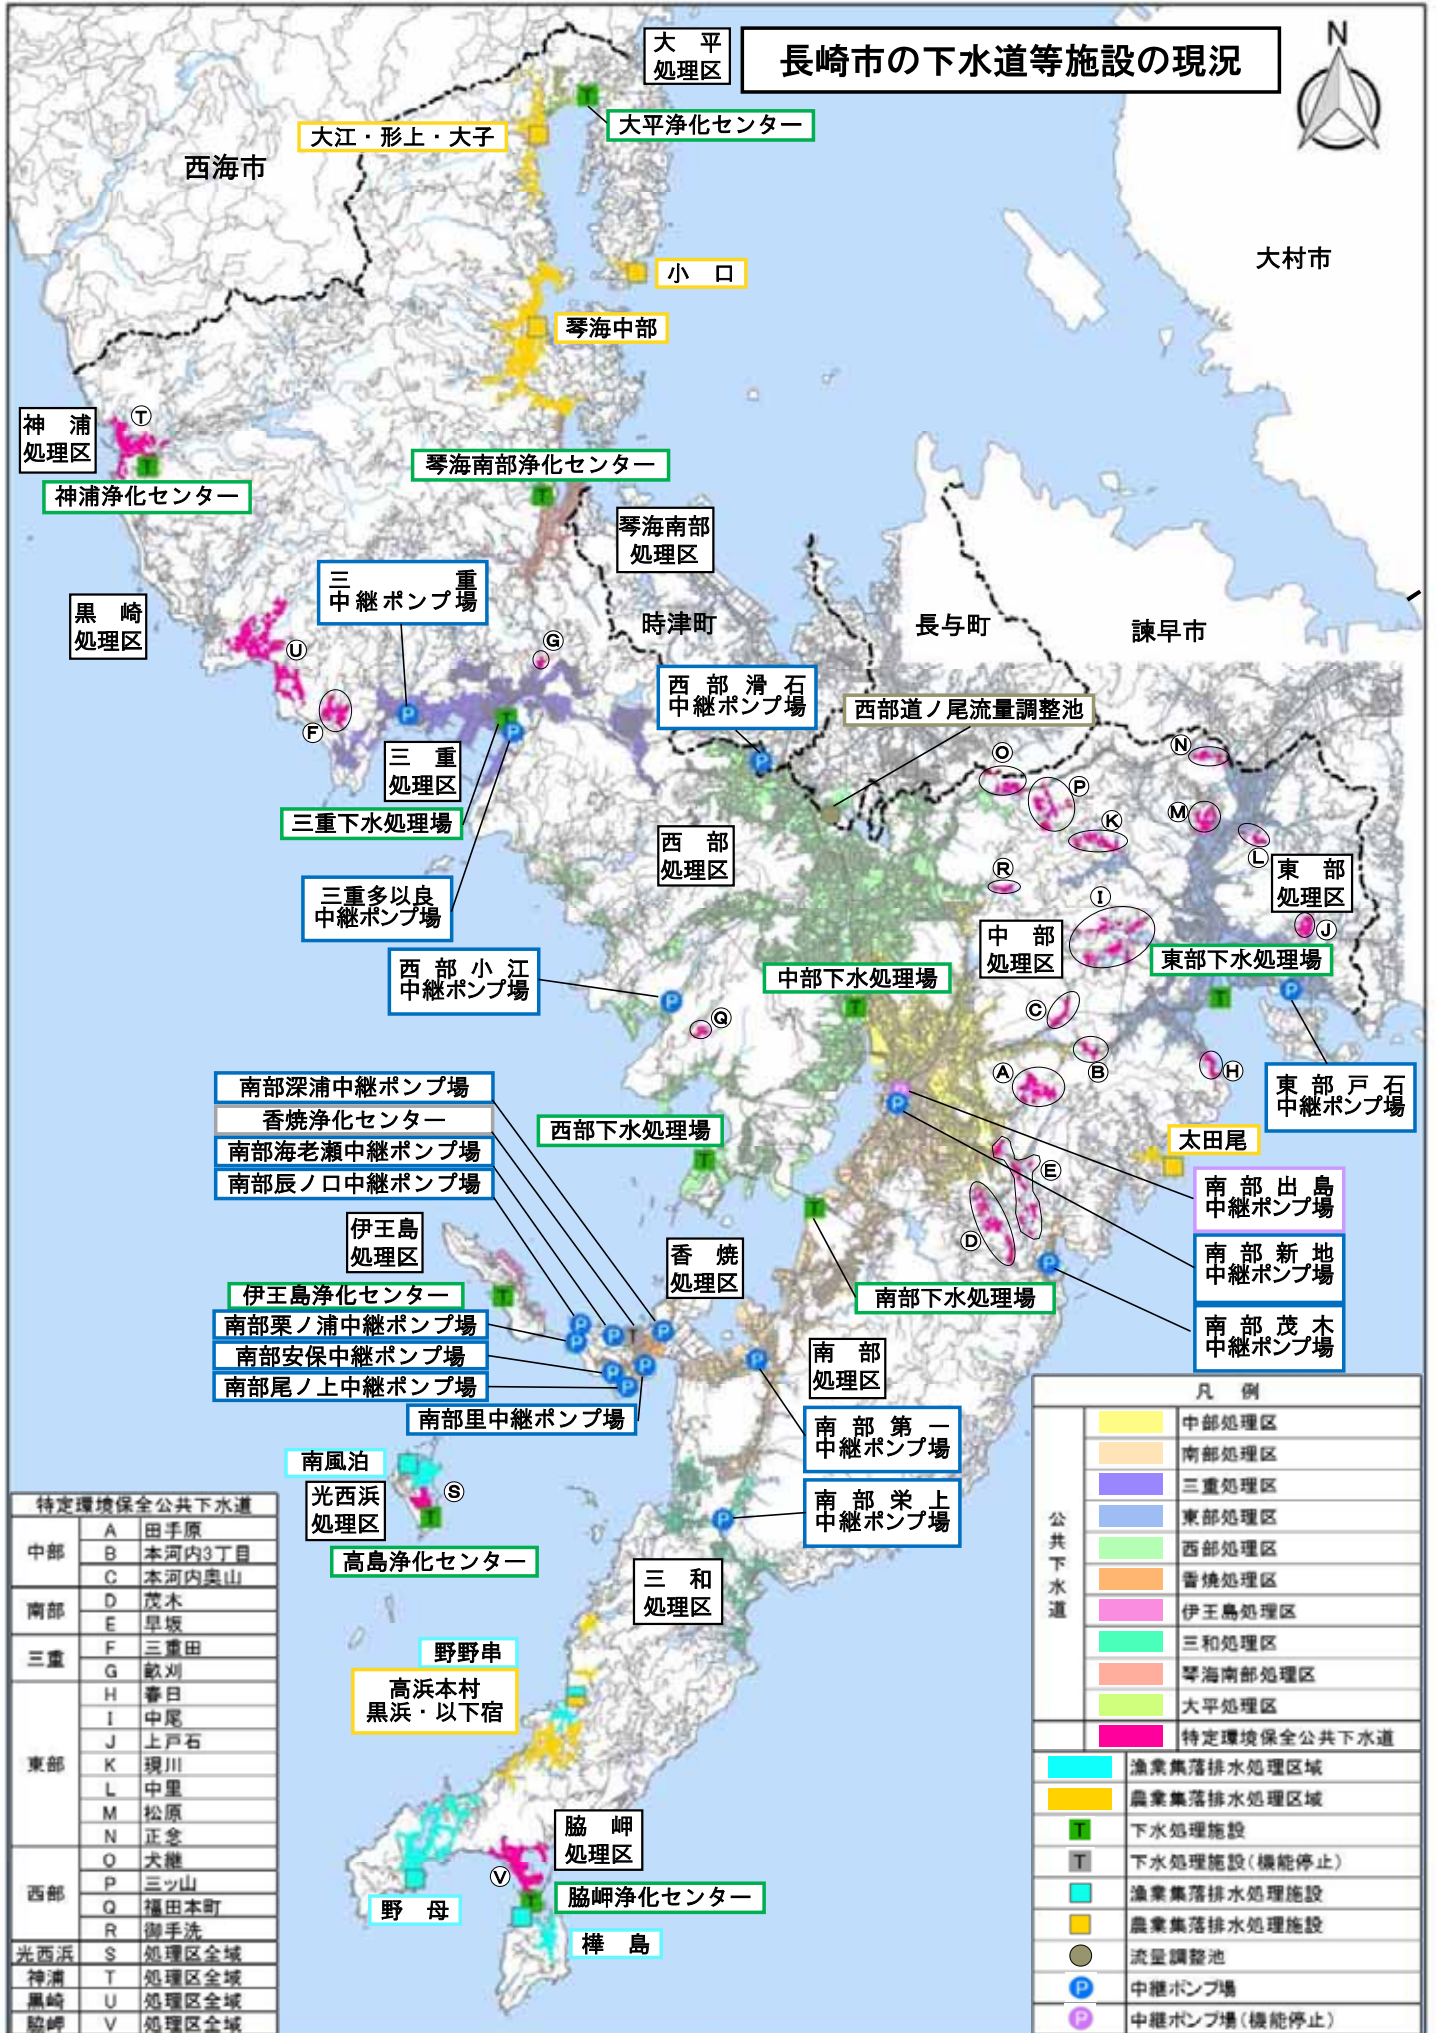 長崎市の下水道等施設の現況
N
大平
処理区
大平浄化センター
大江・形上・大子
西海市
大村市
小口
琴海中部
神浦
処理区
T
T
神浦浄化センター
琴海南部浄化センター
T
琴海南部
処理区
三重
中継ポンプ場
黒崎
処理区
U
G
時津町
長与町
諫早市
西部滑石
中継ポンプ場
西部道ノ尾流量調整池
F
P
T
P
三重
処理区
三重下水処理場
P
O
P
N
M
K
L
R
I
J
西部
処理区
東部
処理区
三重多以良
中継ポンプ場
中部
処理区
東部下水処理場
西部小江
中継ポンプ場
中部下水処理場
P
T
T
P
Q
C
B
A
H
東部戸石
中継ポンプ場
南部深浦中継ポンプ場
香焼浄化センター
南部海老瀬中継ポンプ場
南部辰ノ口中継ポンプ場
西部下水処理場
T
P
太田尾
E
D
南部出島
中継ポンプ場
南部新地
中継ポンプ場
南部茂木
中継ポンプ場
伊王島
処理区
香焼
処理区
T
P
伊王島浄化センター
T
南部下水処理場
南部栗ノ浦中継ポンプ場
南部安保中継ポンプ場
南部尾ノ上中継ポンプ場
南部里中継ポンプ場
P
P
P
T
P
P
P
P
P
南部
処理区
南部第一
中継ポンプ場
南風泊
光西浜
処理区
S
T
高島浄化センター
南部栄上
中継ポンプ場
P
三和
処理区
野野串
高浜本村
黒浜・以下宿
脇岬
処理区
V
T
脇岬浄化センター
野母
樺島
特定環境保全公共下水道
中部
A 田手原
B 本河内3丁目
C 本河内奥山
南部
D 茂木
E 早坂
三重
F 三重田
G 畝刈
東部
H 春日
I 中尾
J 上戸石
K 現川
L 中里
M 松原
N 正念
西部
O 犬継
P 三ッ山
Q 福田本町
R 御手洗
光西浜 S 処理区全域
神浦 T 処理区全域
黒崎 U 処理区全域
脇岬 V 処理区全域
凡例
公共下水道
中部処理区
南部処理区
三重処理区
東部処理区
西部処理区
香焼処理区
伊王島処理区
三和処理区
琴海南部処理区
大平処理区
特定環境保全公共下水道
漁業集落排水処理区域
農業集落排水処理区域
T 下水処理施設
T 下水処理施設(機能停止)
漁業集落排水処理施設
農業集落排水処理施設
流量調整池
P 中継ポンプ場
P 中継ポンプ場(機能停止)